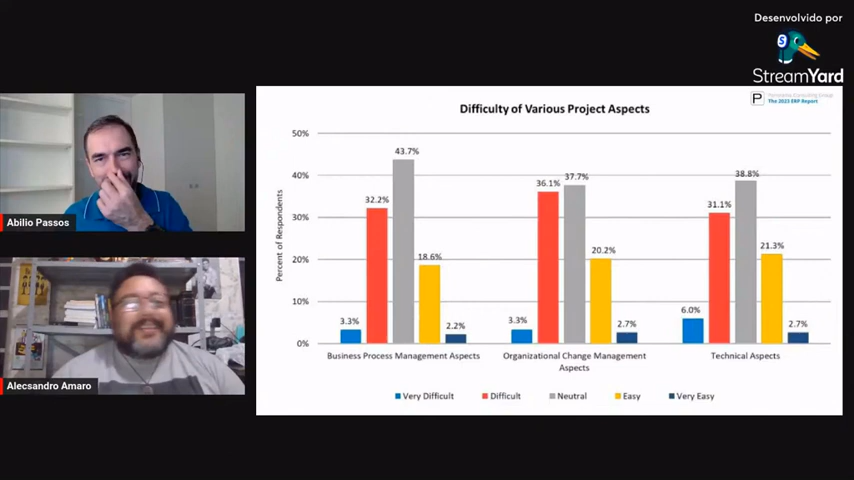 Desenvolvido por
StreamYard
Difficulty of Various Project Aspects
P
Panorama Consulting Group
The 2023 ERP Report
Percent of Respondents
50%
40%
30%
20%
10%
0%
3.3%
32.2%
43.7%
18.6%
2.2%
3.3%
36.1%
37.7%
20.2%
2.7%
6.0%
31.1%
38.8%
21.3%
2.7%
Business Process Management Aspects
Organizational Change Management
Aspects
Technical Aspects
Very Difficult
Difficult
Neutral
Easy
Very Easy
Abilio Passos
Alecsandro Amaro